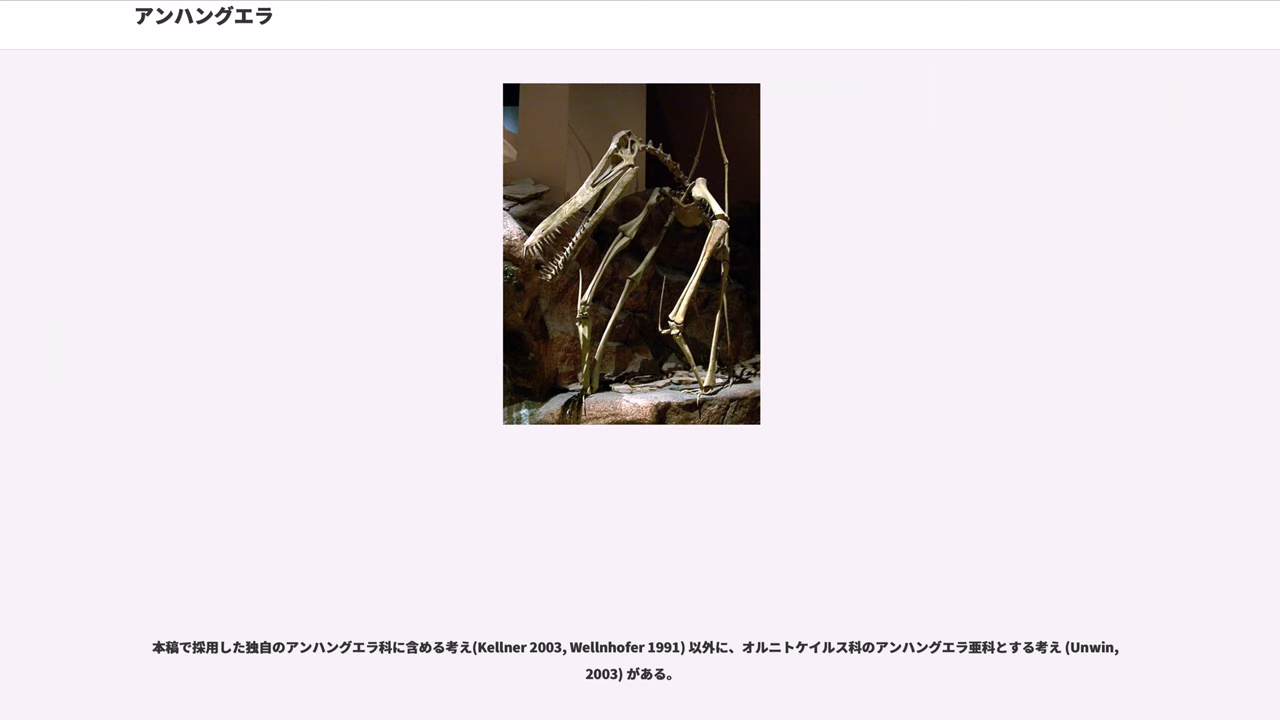 アンハングエラ
本稿で採用した独自のアンハングエラ科に含める考え(Kellner 2003, Wellnhofer 1991) 以外に、オルニトケイルス科のアンハングエラ亜科とする考え (Unwin,
2003) がある。